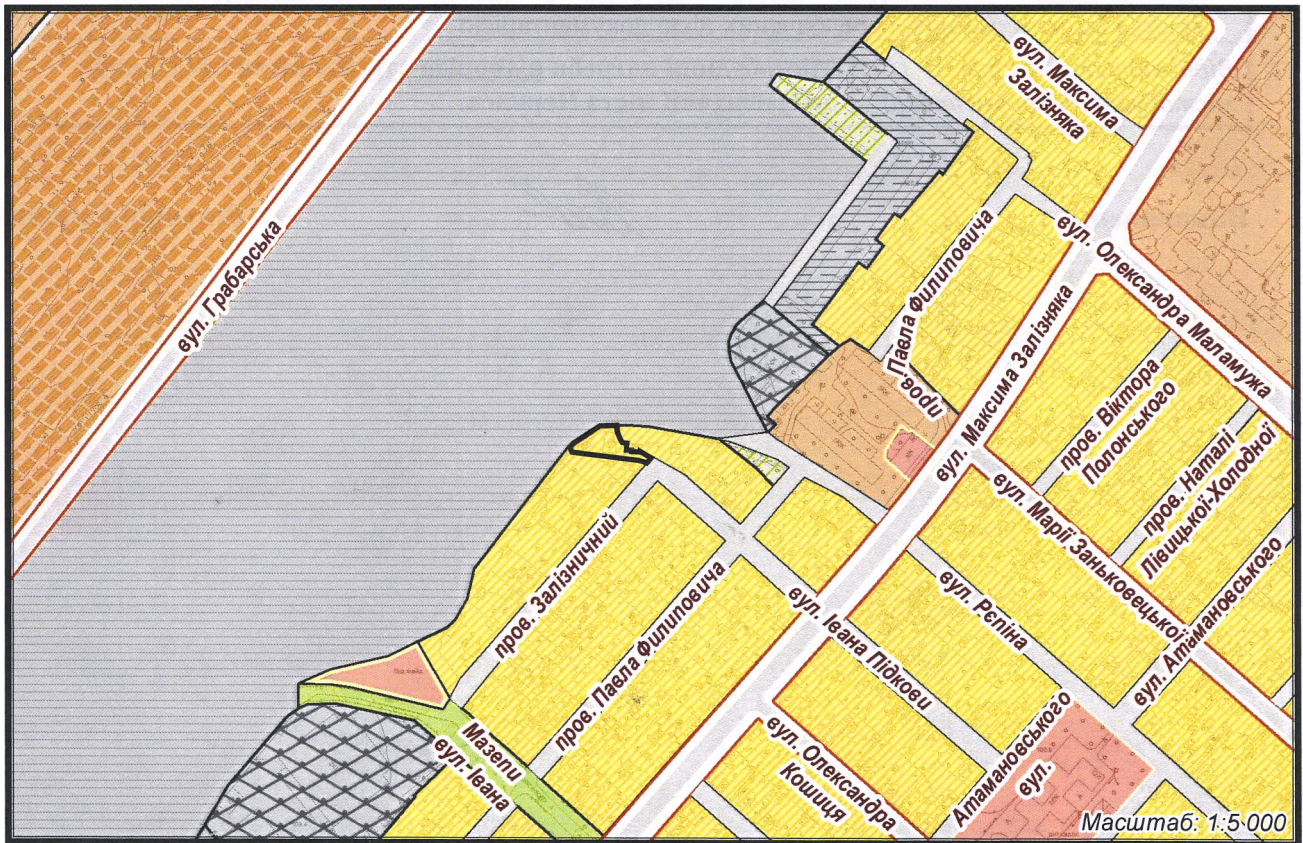 вул. Максима
Залізняка
вул. Грабарська
Павла Филиповича
пров.
вул. Олександра Маламужа
вул. Максима Залізняка
пров. Віктора
Полонського
пров. Наталі
Лівицької-Холодної
вул. Марії Заньковецької
вул. Атамановського
вул. Рєпіна
пров. Залізничний
пров. Павла Филиповича
вул. Івана Підкови
Мазепи
вул. Івана
вул. Олександра
Кошиця
Атамановського
вул.
Масштаб: 1:5 000